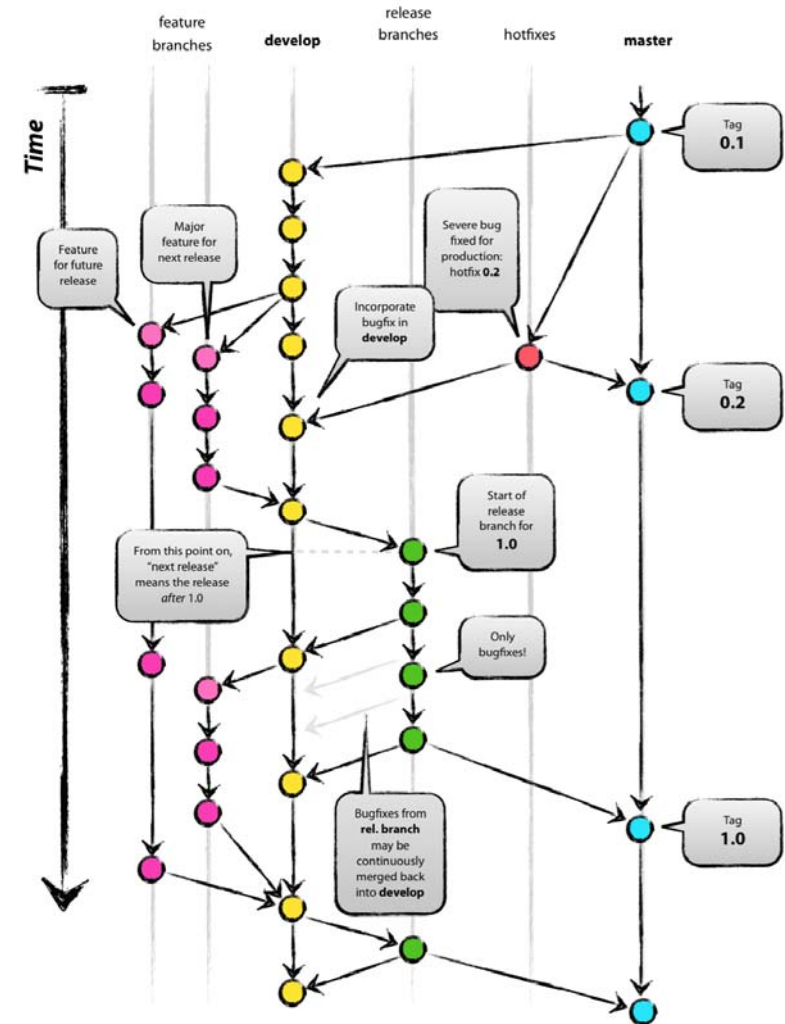 feature
branches
develop
release
branches
hotfixes
master
Time
Tag
0.1
Major
feature for
next release
Severe bug
fixed for
production:
hotfix 0.2
Feature
for future
release
Incorporate
bugfix in
develop
Tag
0.2
Start of
release
branch for
1.0
From this point on,
“next release”
means the release
after 1.0
Only
bugfixes!
Bugfixes from
rel. branch
may be
continuously
merged back
into develop
Tag
1.0